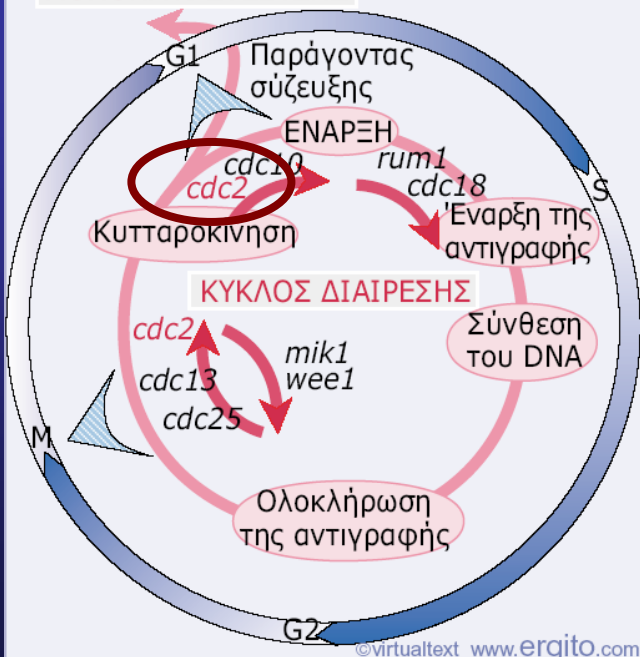 G1
Παράγοντας
σύζευξης
ΕΝΑΡΞΗ
cdc10
cdc2
rum1
cdc18
S
Κυτταροκίνηση
Έναρξη της
αντιγραφής
ΚΥΚΛΟΣ ΔΙΑΙΡΕΣΗΣ
Σύνθεση
του DNA
cdc2
mik1
wee1
cdc13
cdc25
M
Ολοκλήρωση
της αντιγραφής
G2
©virtualtext www.ergito.com